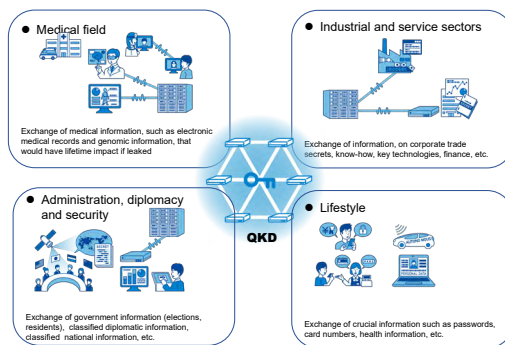 ● Medical field
Exchange of medical information, such as electronic
medical records and genomic information, that
would have lifetime impact if leaked
● Industrial and service sectors
Exchange of information, on corporate trade
secrets, know-how, key technologies, finance, etc.
QKD
● Administration, diplomacy
and security
SECRET
Exchange of government information (elections,
residents), classified diplomatic information,
classified national information, etc.
● Lifestyle
AUTONOMOUS
PERSONAL DATA
Exchange of crucial information such as passwords,
card numbers, health information, etc.